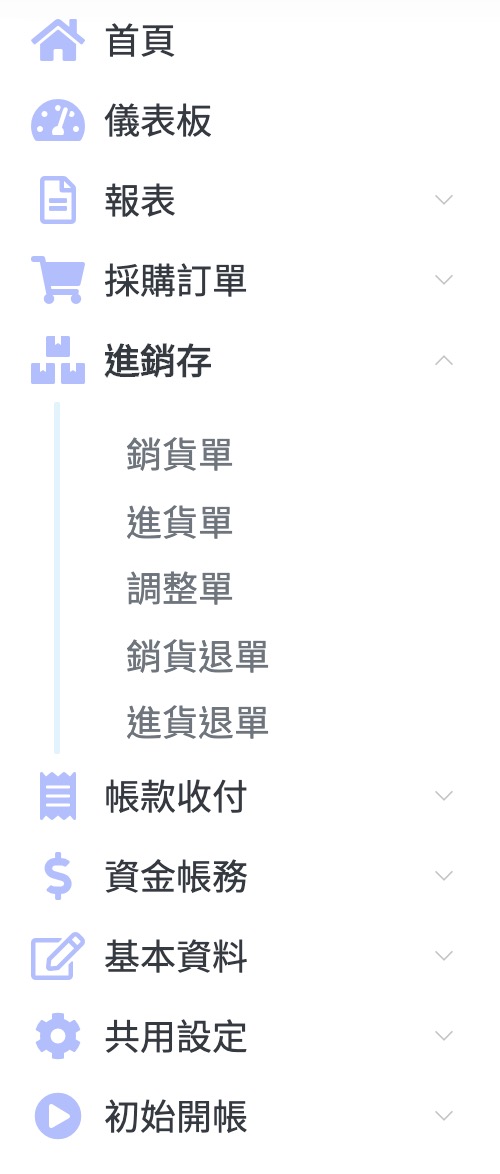 首頁
儀表板
報表
採購訂單
進銷存
銷貨單
進貨單
調整單
銷貨退單
進貨退單
帳款收付
資金帳務
基本資料
共用設定
初始開帳